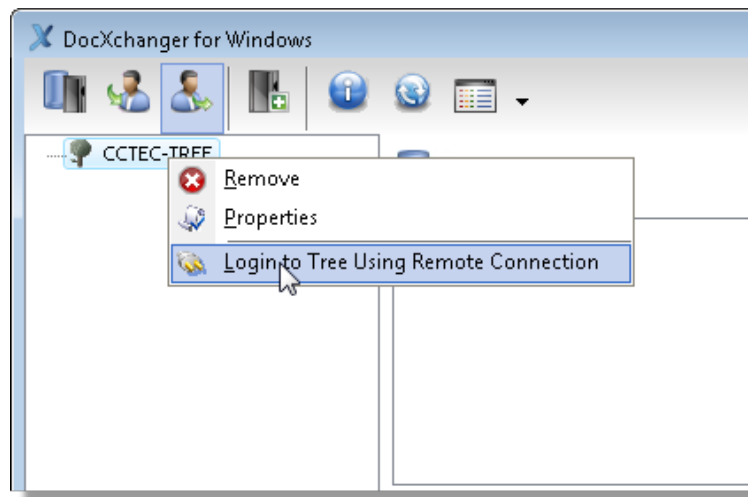 DocXchanger for Windows
CCTEC-TREE
Remove
Properties
Login to Tree Using Remote Connection